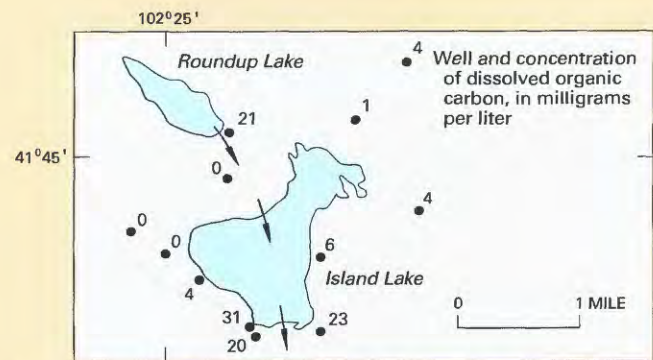 102°25'
Roundup Lake
4
Well and concentration
of dissolved organic
carbon, in milligrams
per liter
1
21
41°45'
0
4
0
0
6
Island Lake
4
0 1 MILE
31
23
20